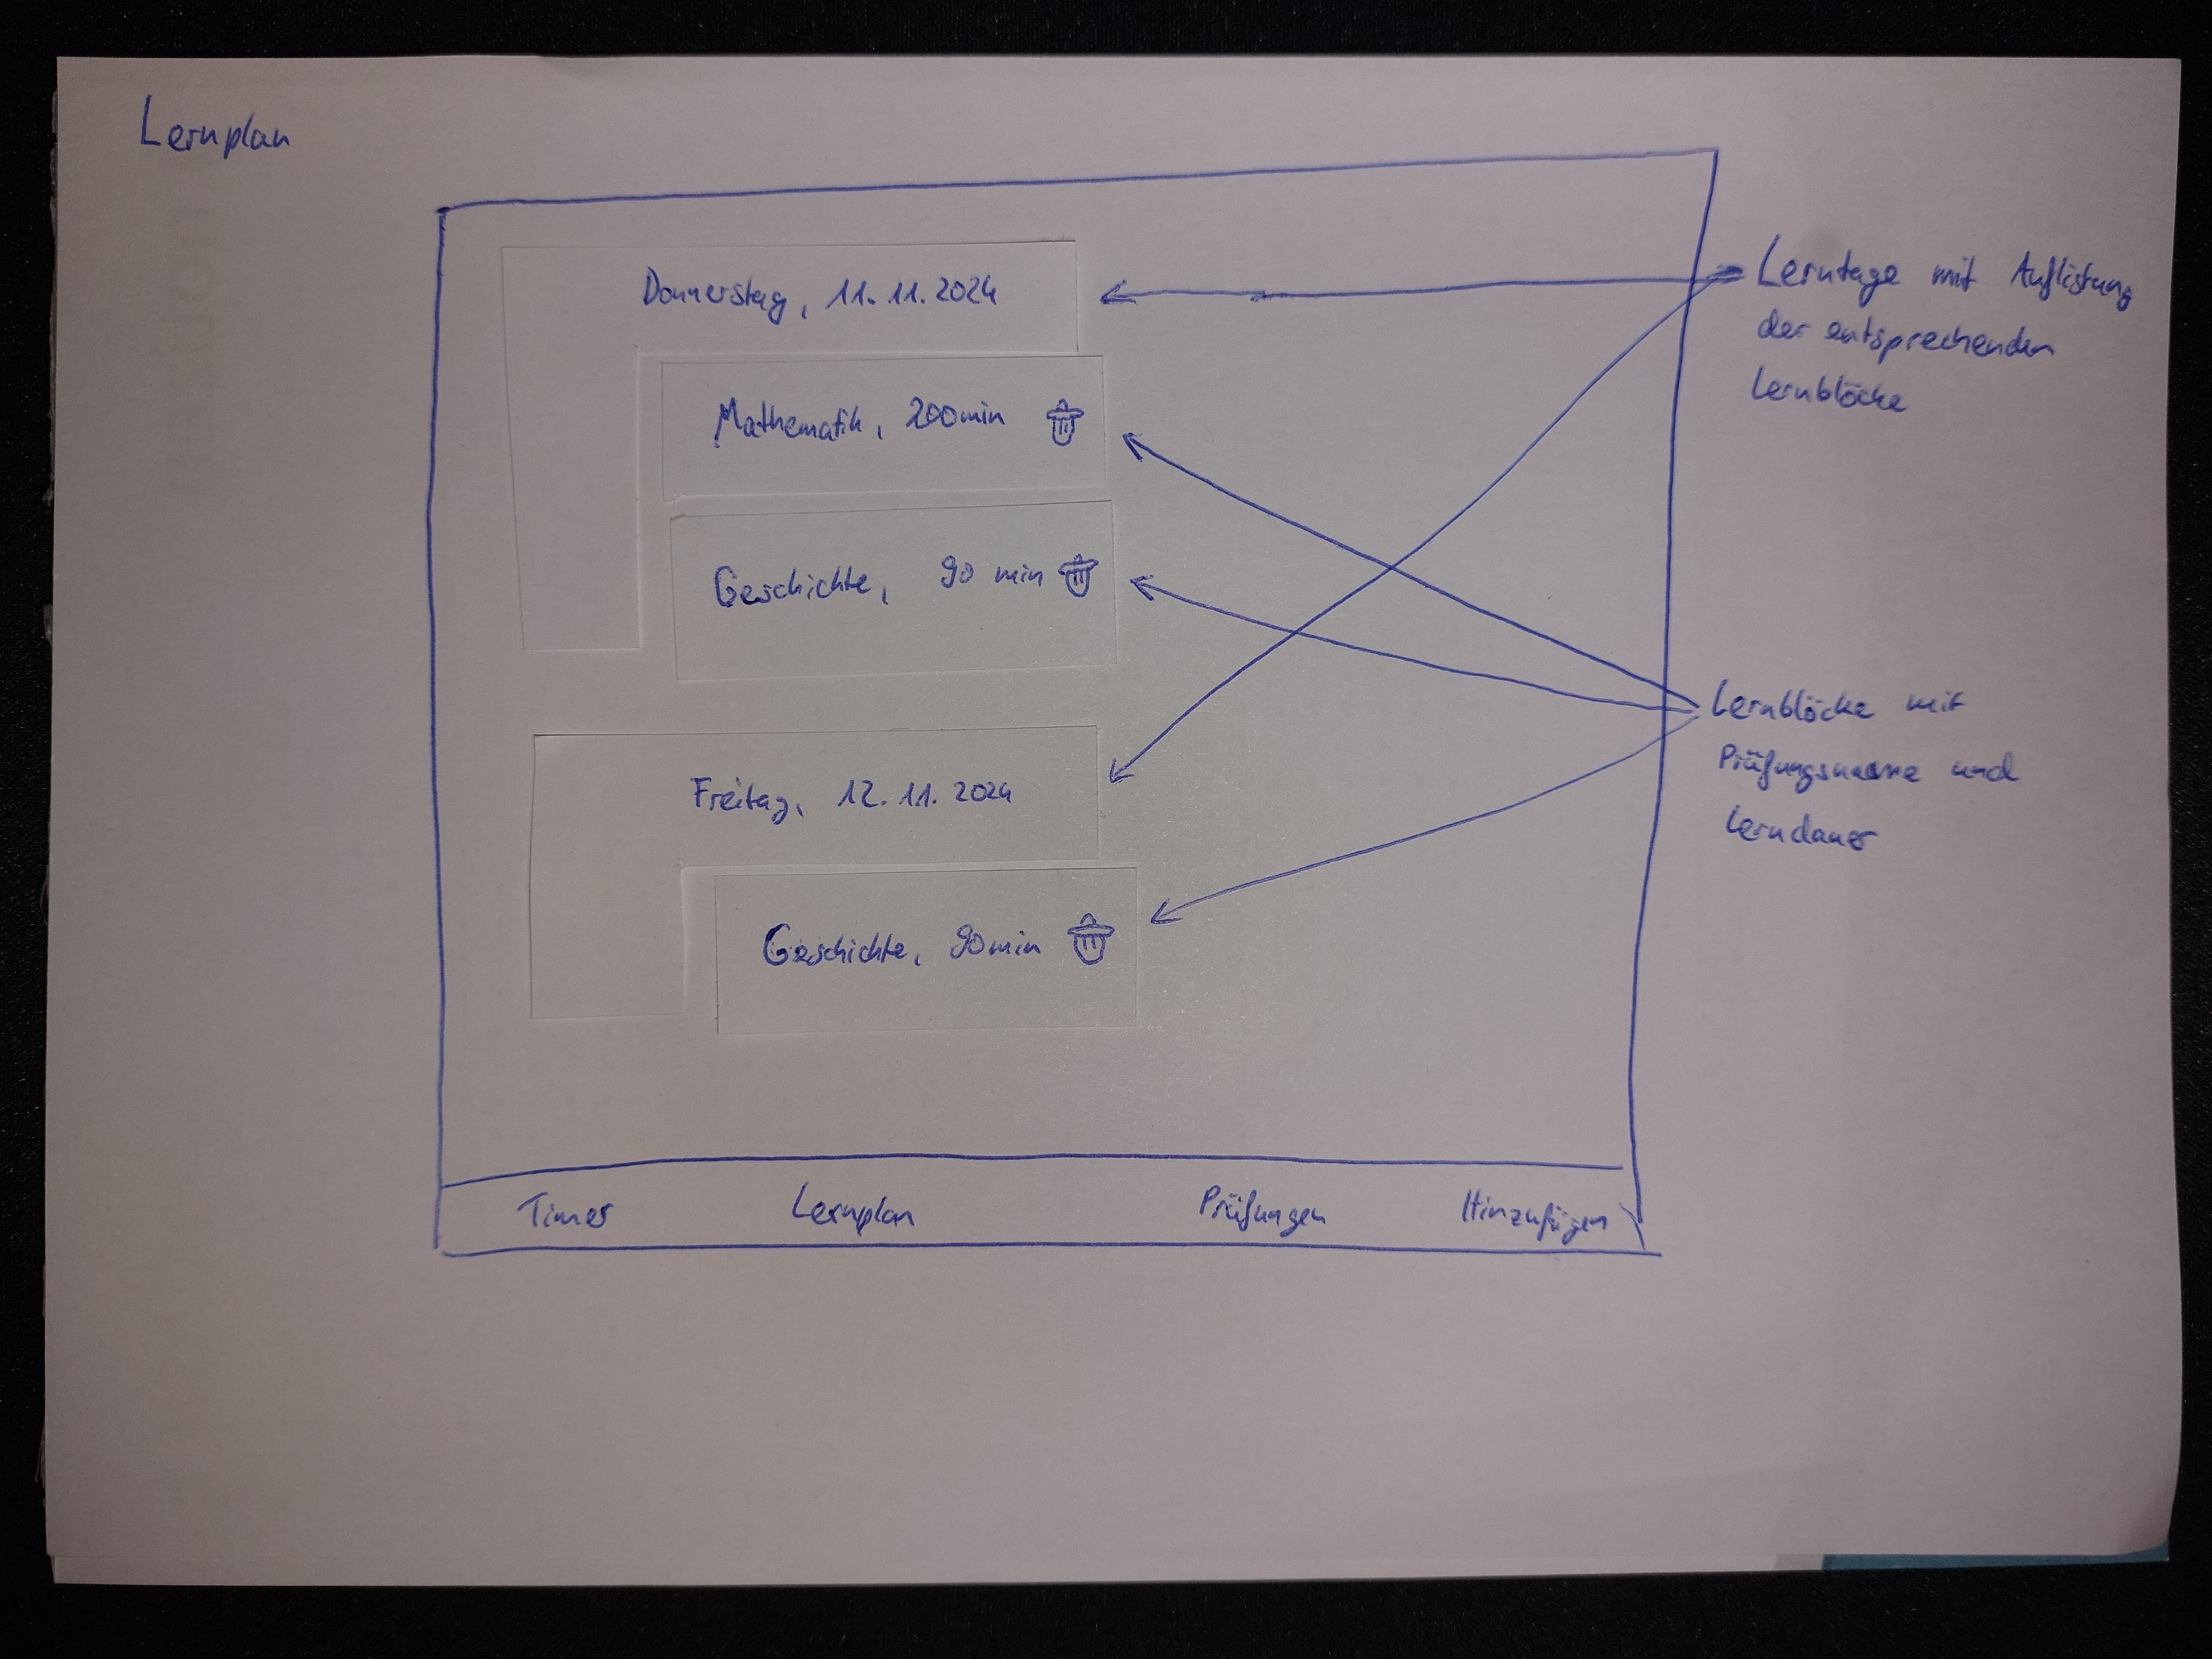 Lernplan
Donnerstag, 11.11.2024
Mathematik, 200min
Geschichte, 90 min
Freitag, 12.11.2024
Geschichte, 90min
Timer
Lernplan
Prüfungen
Hinzufügen
Lerntage mit Auflistung
der entsprechenden
Lernblöcke
Lernblöcke mit
Prüfungsname und
Lerndauer